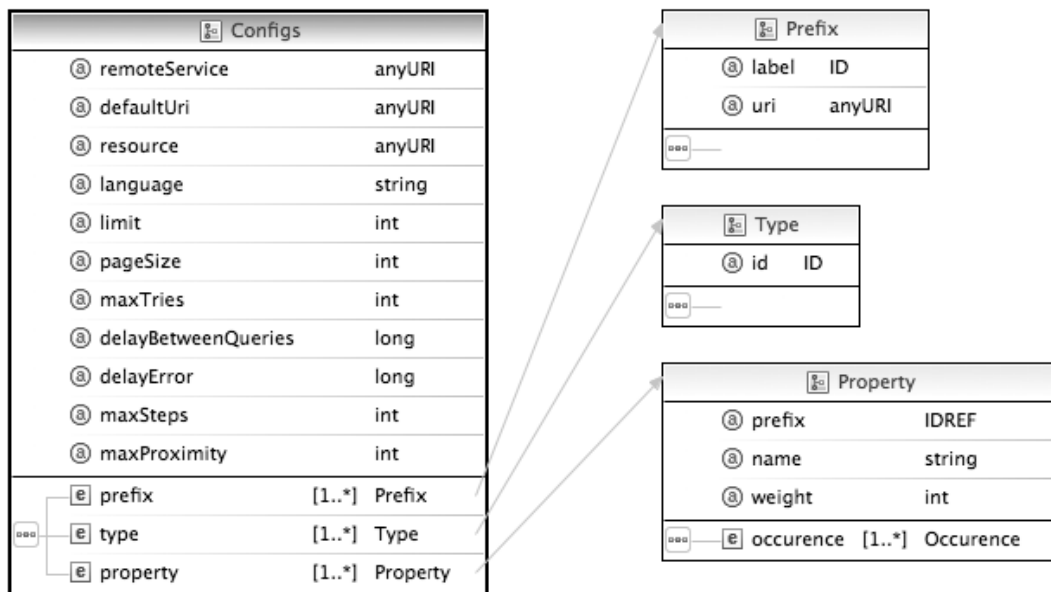 Configs
remoteService anyURI
defaultUri anyURI
resource anyURI
language string
limit int
pageSize int
maxTries int
delayBetweenQueries long
delayError long
maxSteps int
maxProximity int
prefix [1..*] Prefix
type [1..*] Type
property [1..*] Property
Prefix
label ID
uri anyURI
Type
id ID
Property
prefix IDREF
name string
weight int
occurence [1..*] Occurence